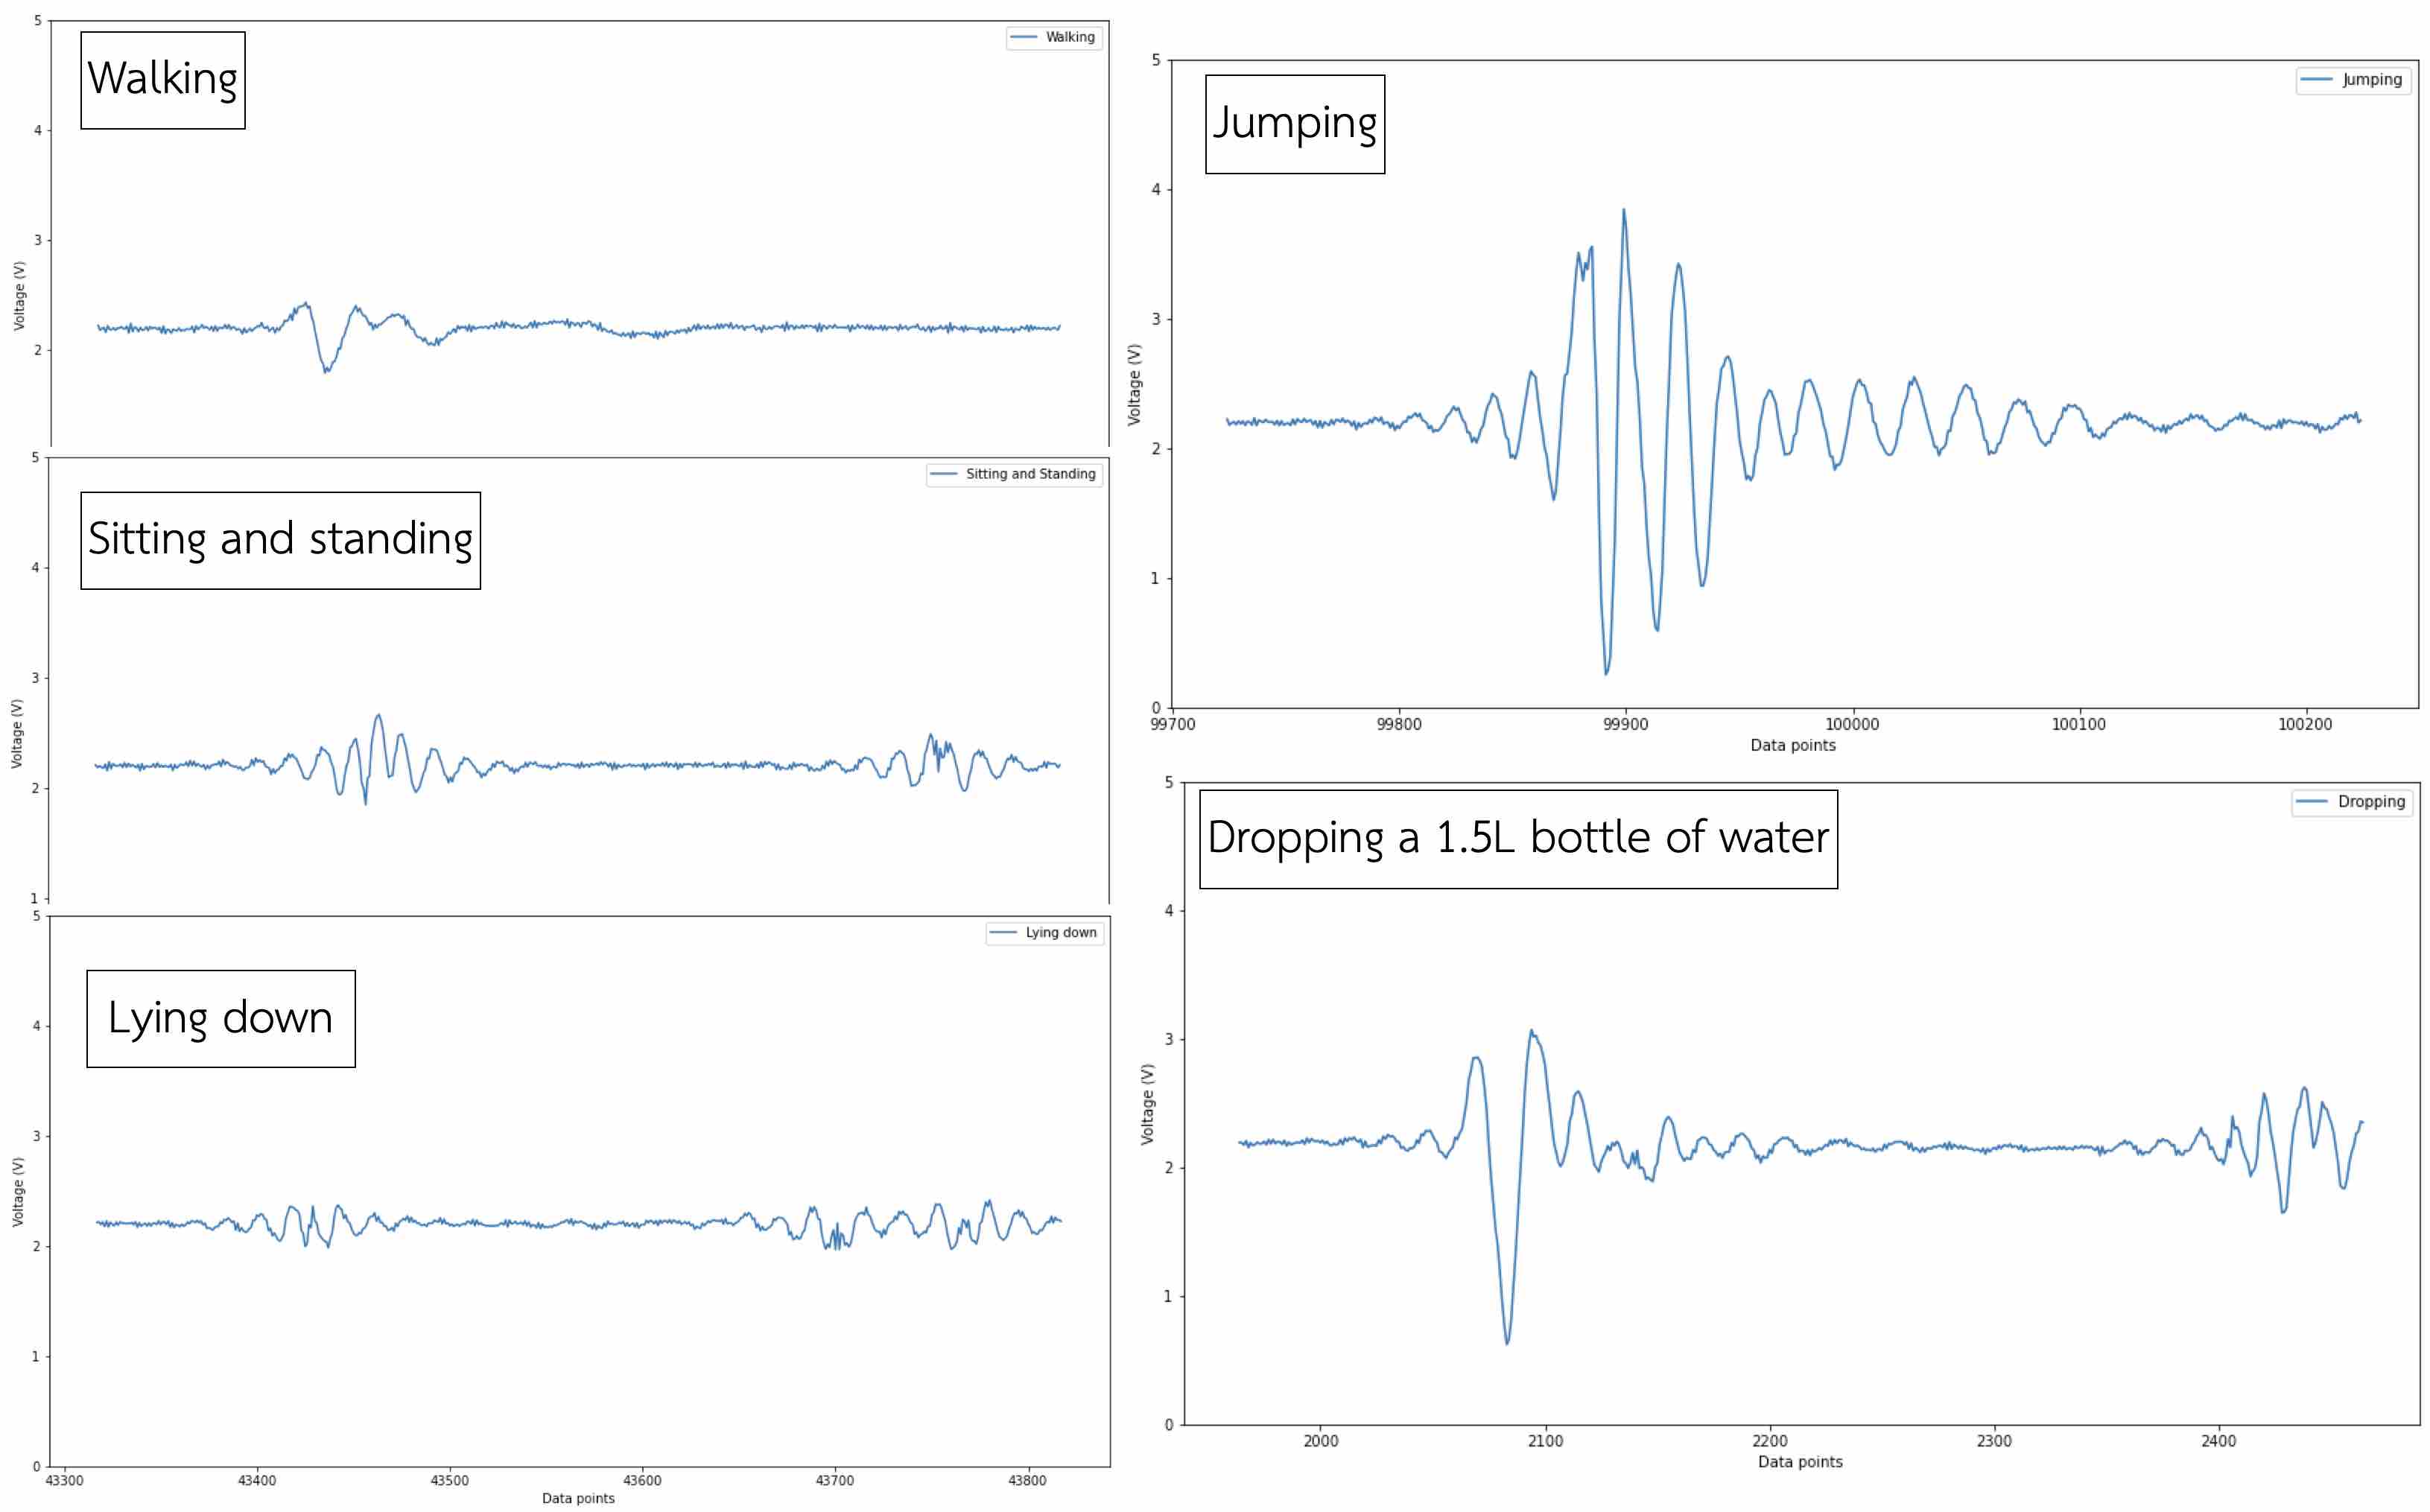 5
Walking
Walking
4
3
Voltage (V)
2
5
Sitting and Standing
Sitting and standing
4
3
Voltage (V)
2
1
5
Lying down
Lying down
4
3
Voltage (V)
2
1
0
43300 43400 43500 43600 43700 43800
Data points
5
Jumping
Jumping
4
3
Voltage (V)
2
1
0
99700 99800 99900 100000 100100 100200
Data points
5
Dropping
Dropping a 1.5L bottle of water
4
3
Voltage (V)
2
1
0
2000 2100 2200 2300 2400
Data points